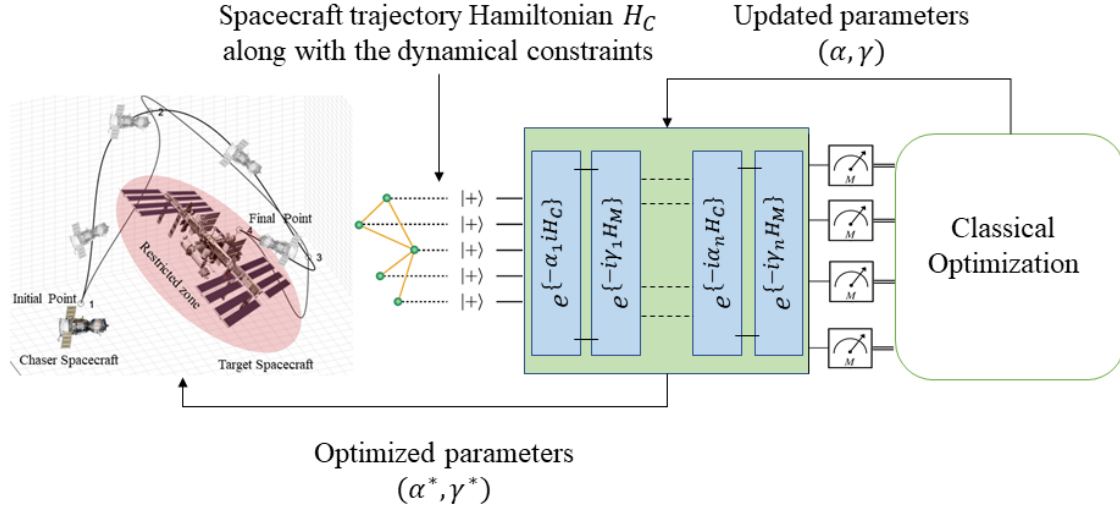 Spacecraft trajectory Hamiltonian H_C
along with the dynamical constraints
Updated parameters
(α, γ)
2
Final Point
4
3
Restricted zone
Initial Point 1
Chaser Spacecraft
Target Spacecraft
|+⟩
|+⟩
|+⟩
|+⟩
|+⟩
e^{-α_1 iH_C}
e^{-iγ_1 H_M}
e^{-iα_n H_C}
e^{-iγ_n H_M}
M
M
M
M
Classical
Optimization
Optimized parameters
(α*, γ*)